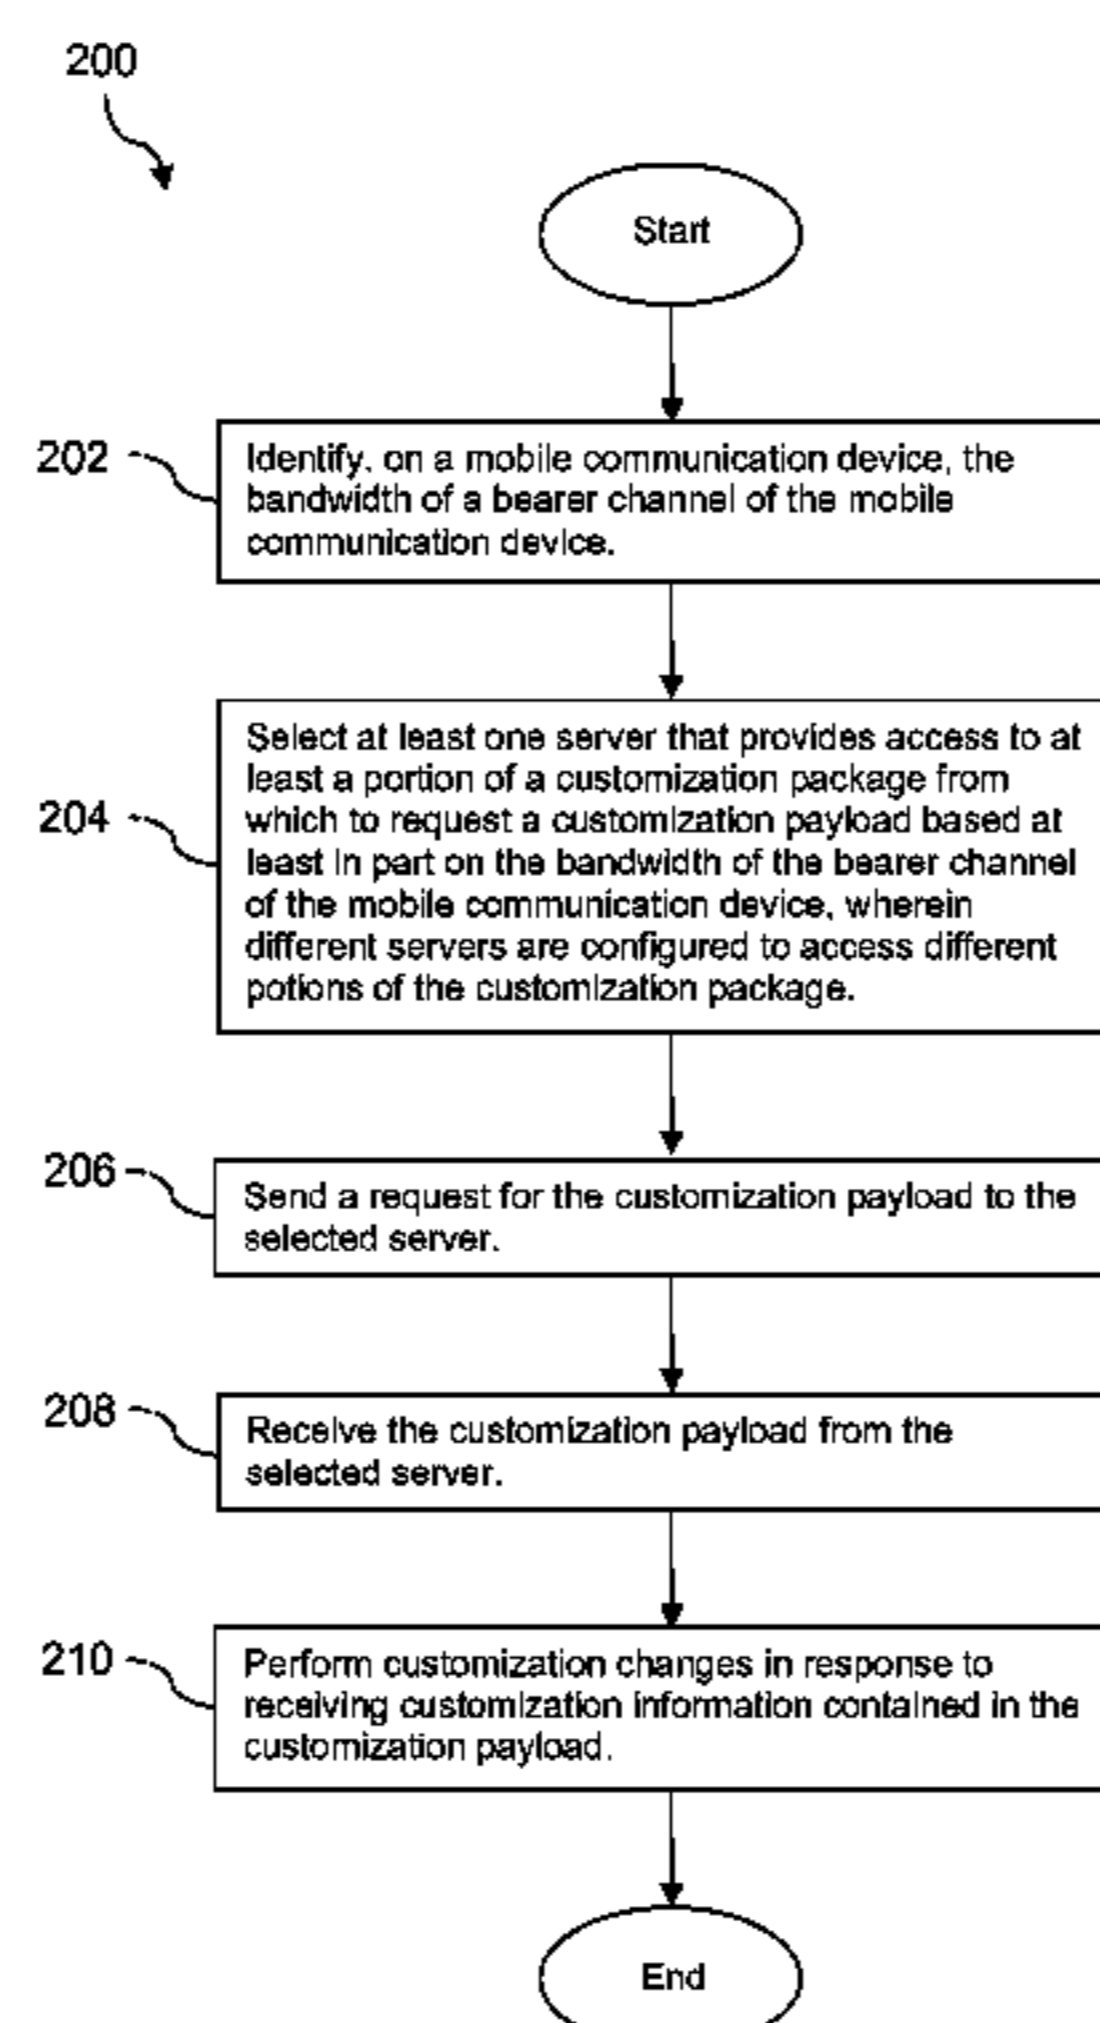 200
Start
202
Identify, on a mobile communication device, the
bandwidth of a bearer channel of the mobile
communication device.
204
Select at least one server that provides access to at
least a portion of a customization package from
which to request a customization payload based at
least in part on the bandwidth of the bearer channel
of the mobile communication device, wherein
different servers are configured to access different
potions of the customization package.
206
Send a request for the customization payload to the
selected server.
208
Receive the customization payload from the
selected server.
210
Perform customization changes in response to
receiving customization information contained in the
customization payload.
End